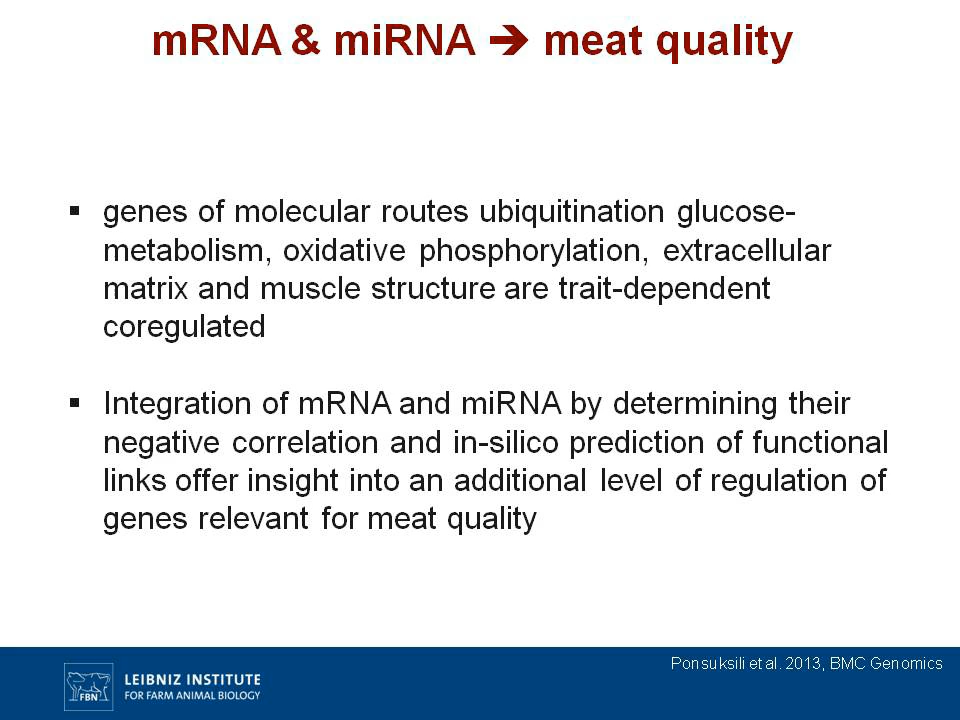 mRNA & miRNA ➔ meat quality
▪ genes of molecular routes ubiquitination glucose-
metabolism, oxidative phosphorylation, extracellular
matrix and muscle structure are trait-dependent
coregulated
▪ Integration of mRNA and miRNA by determining their
negative correlation and in-silico prediction of functional
links offer insight into an additional level of regulation of
genes relevant for meat quality
Ponsuksili et al. 2013, BMC Genomics
FBN
LEIBNIZ INSTITUTE
FOR FARM ANIMAL BIOLOGY